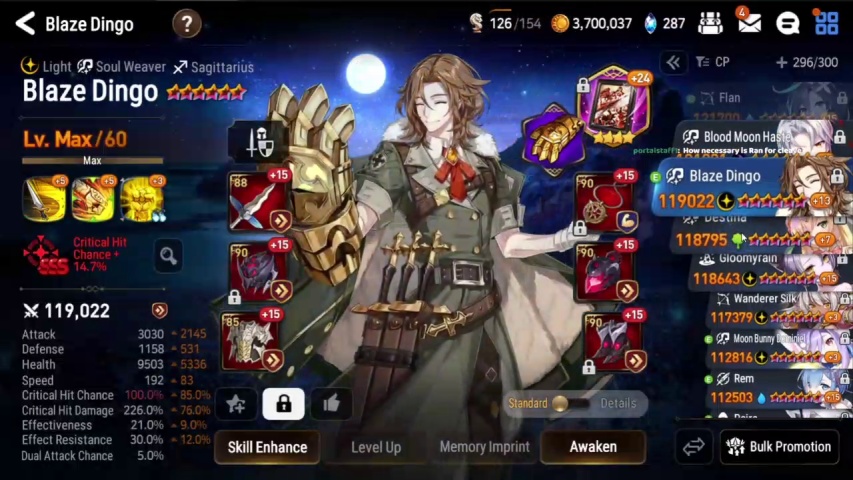 Blaze Dingo
?
126/154
3,700,037
287
4
Light Soul Weaver Sagittarius
Blaze Dingo
Lv. Max/60
Max
+5
+5
+3
Critical Hit
Chance +
14.7%
SSS
119,022
Attack 3030 2145
Defense 1158 531
Health 9503 5336
Speed 192 83
Critical Hit Chance 100.0% 85.0%
Critical Hit Damage 226.0% 76.0%
Effectiveness 21.0% 9.0%
Effect Resistance 30.0% 12.0%
Dual Attack Chance 5.0%
88 +15
+15
85 +15
+24
90 +15
90 +15
90 +15
Standard Details
Skill Enhance
Level Up
Memory Imprint
Awaken
Bulk Promotion
CP
296/300
Flan
Blood Moon Haste
portalstuff: How necessary is Ran for cleave
E Blaze Dingo
119022 +13
Destina
118795 +7
Gloomyrain
118643 +15
Wanderer Silk
117379
Moon Bunny Dominiel
112816 +3
Rem
112503 +15